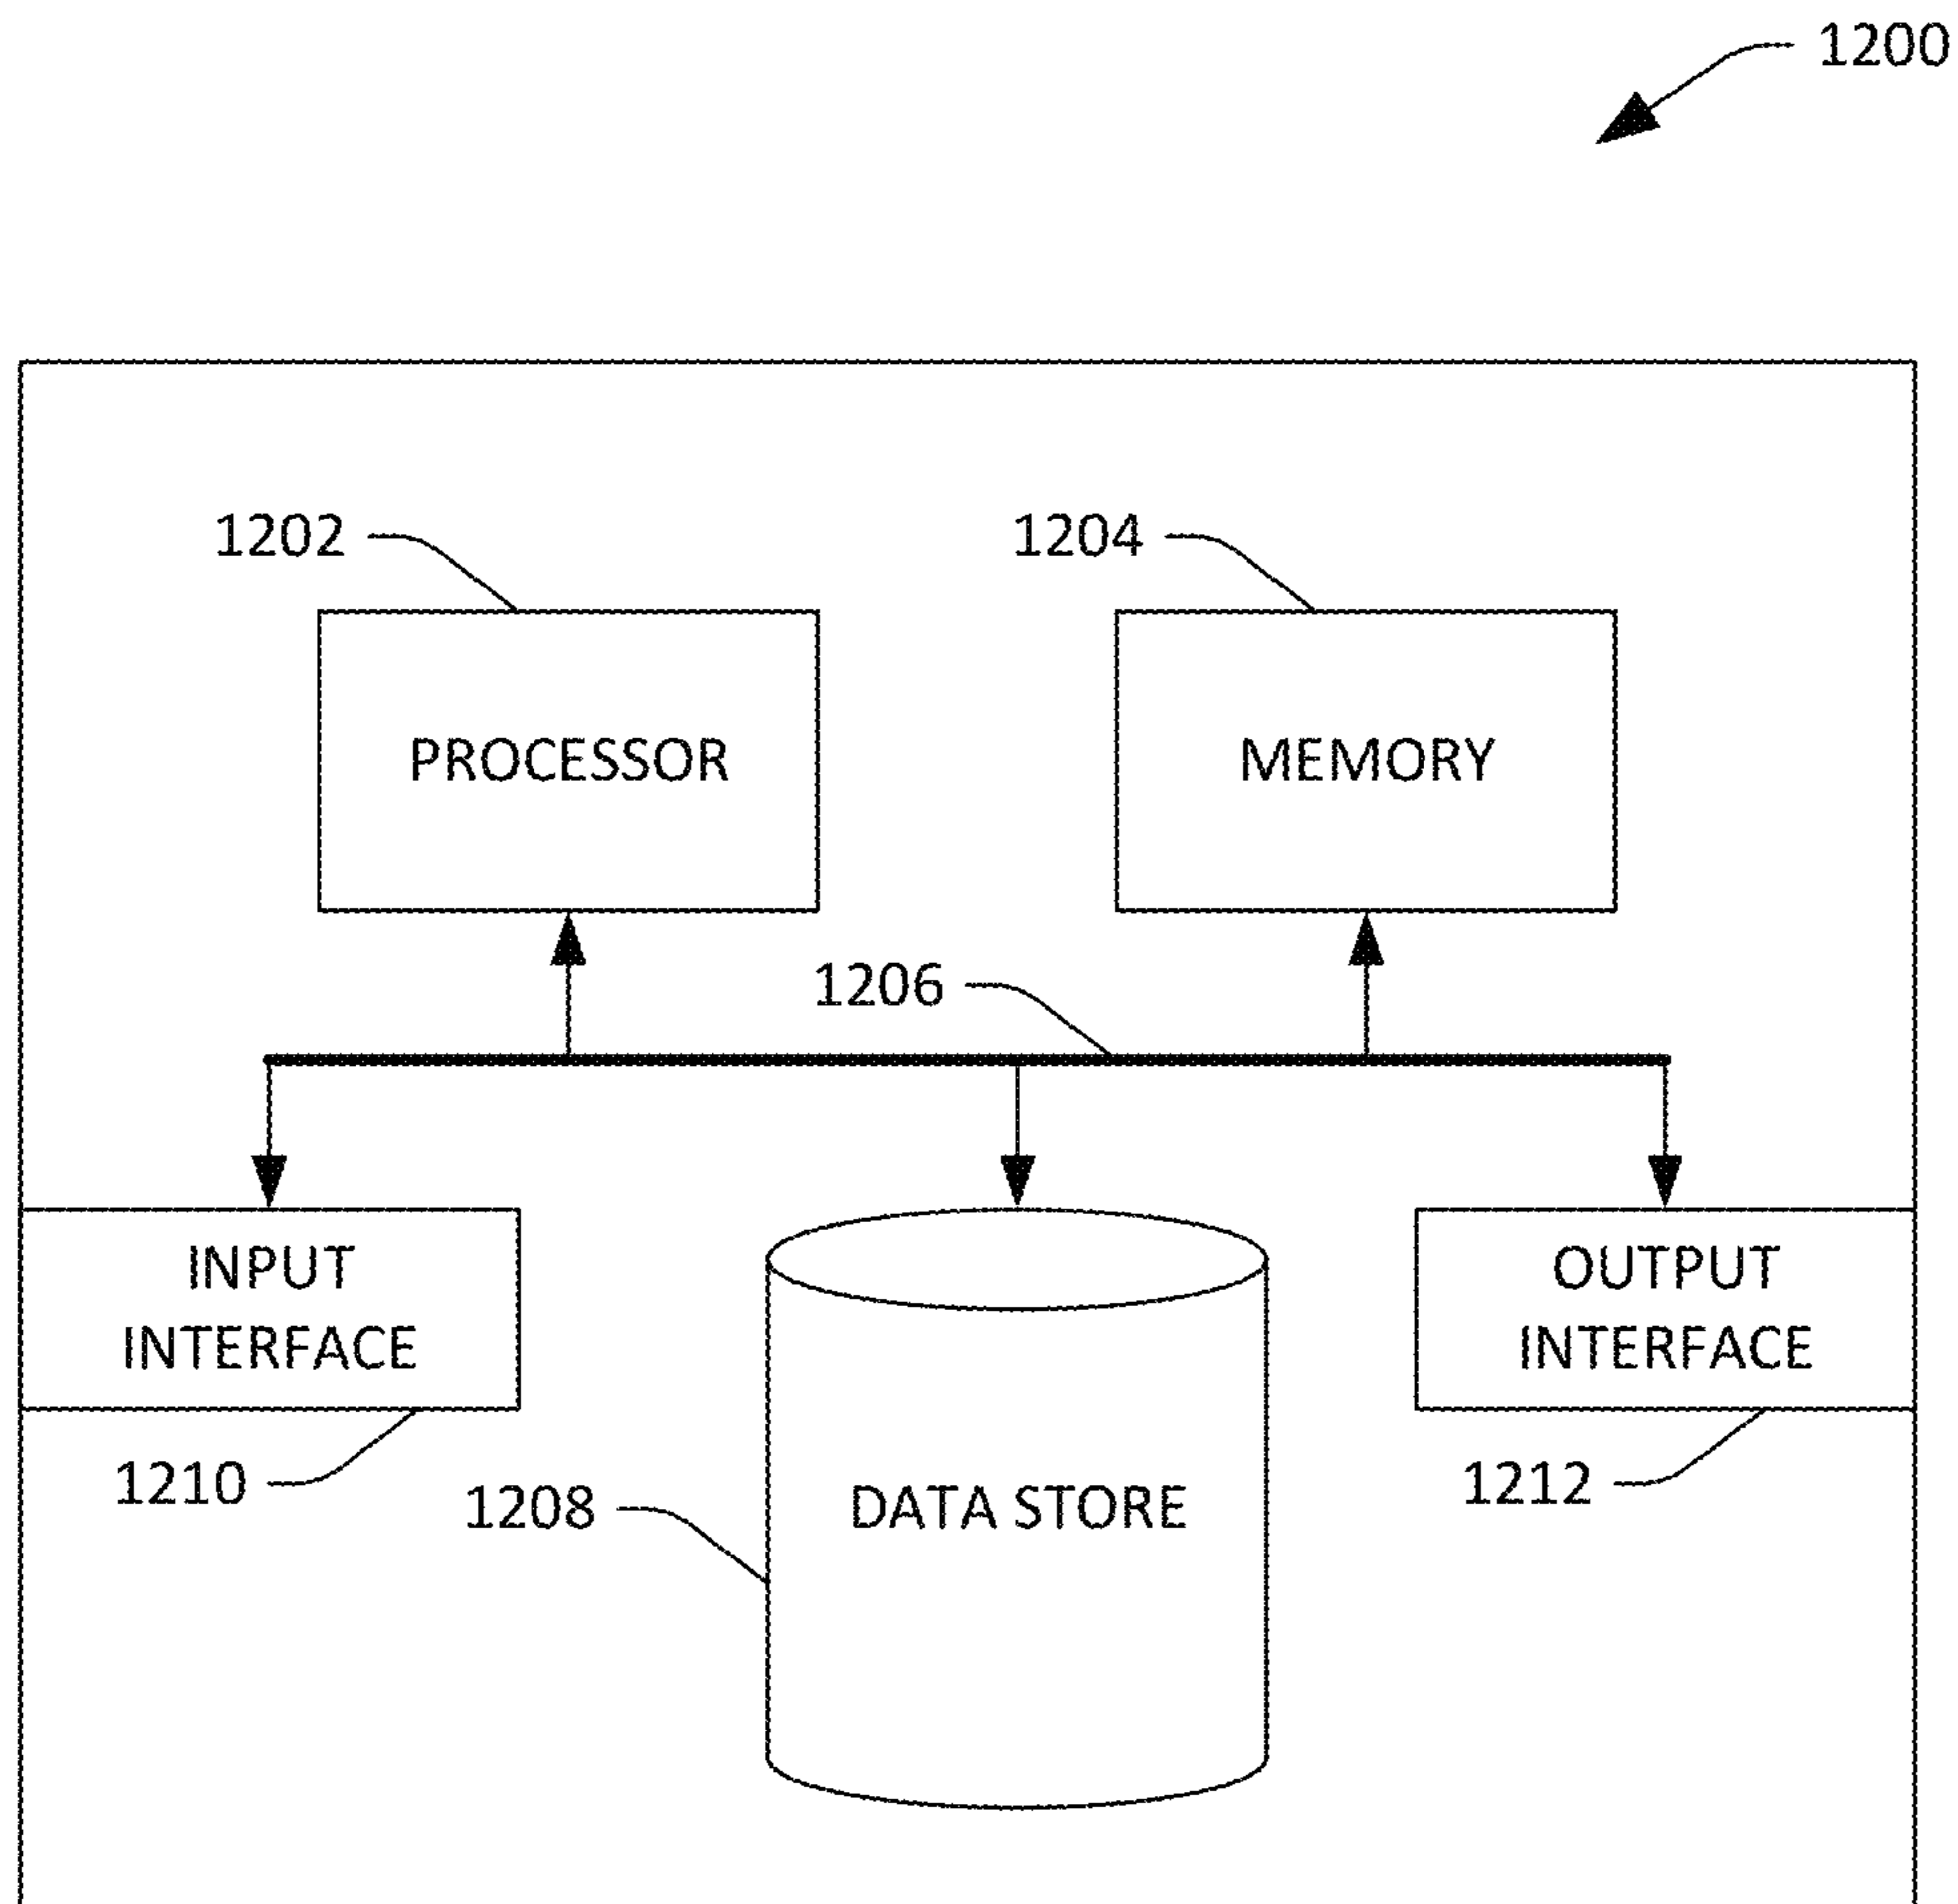 1200
1202
1204
PROCESSOR
MEMORY
1206
INPUT
INTERFACE
OUTPUT
INTERFACE
1210
1208
DATA STORE
1212